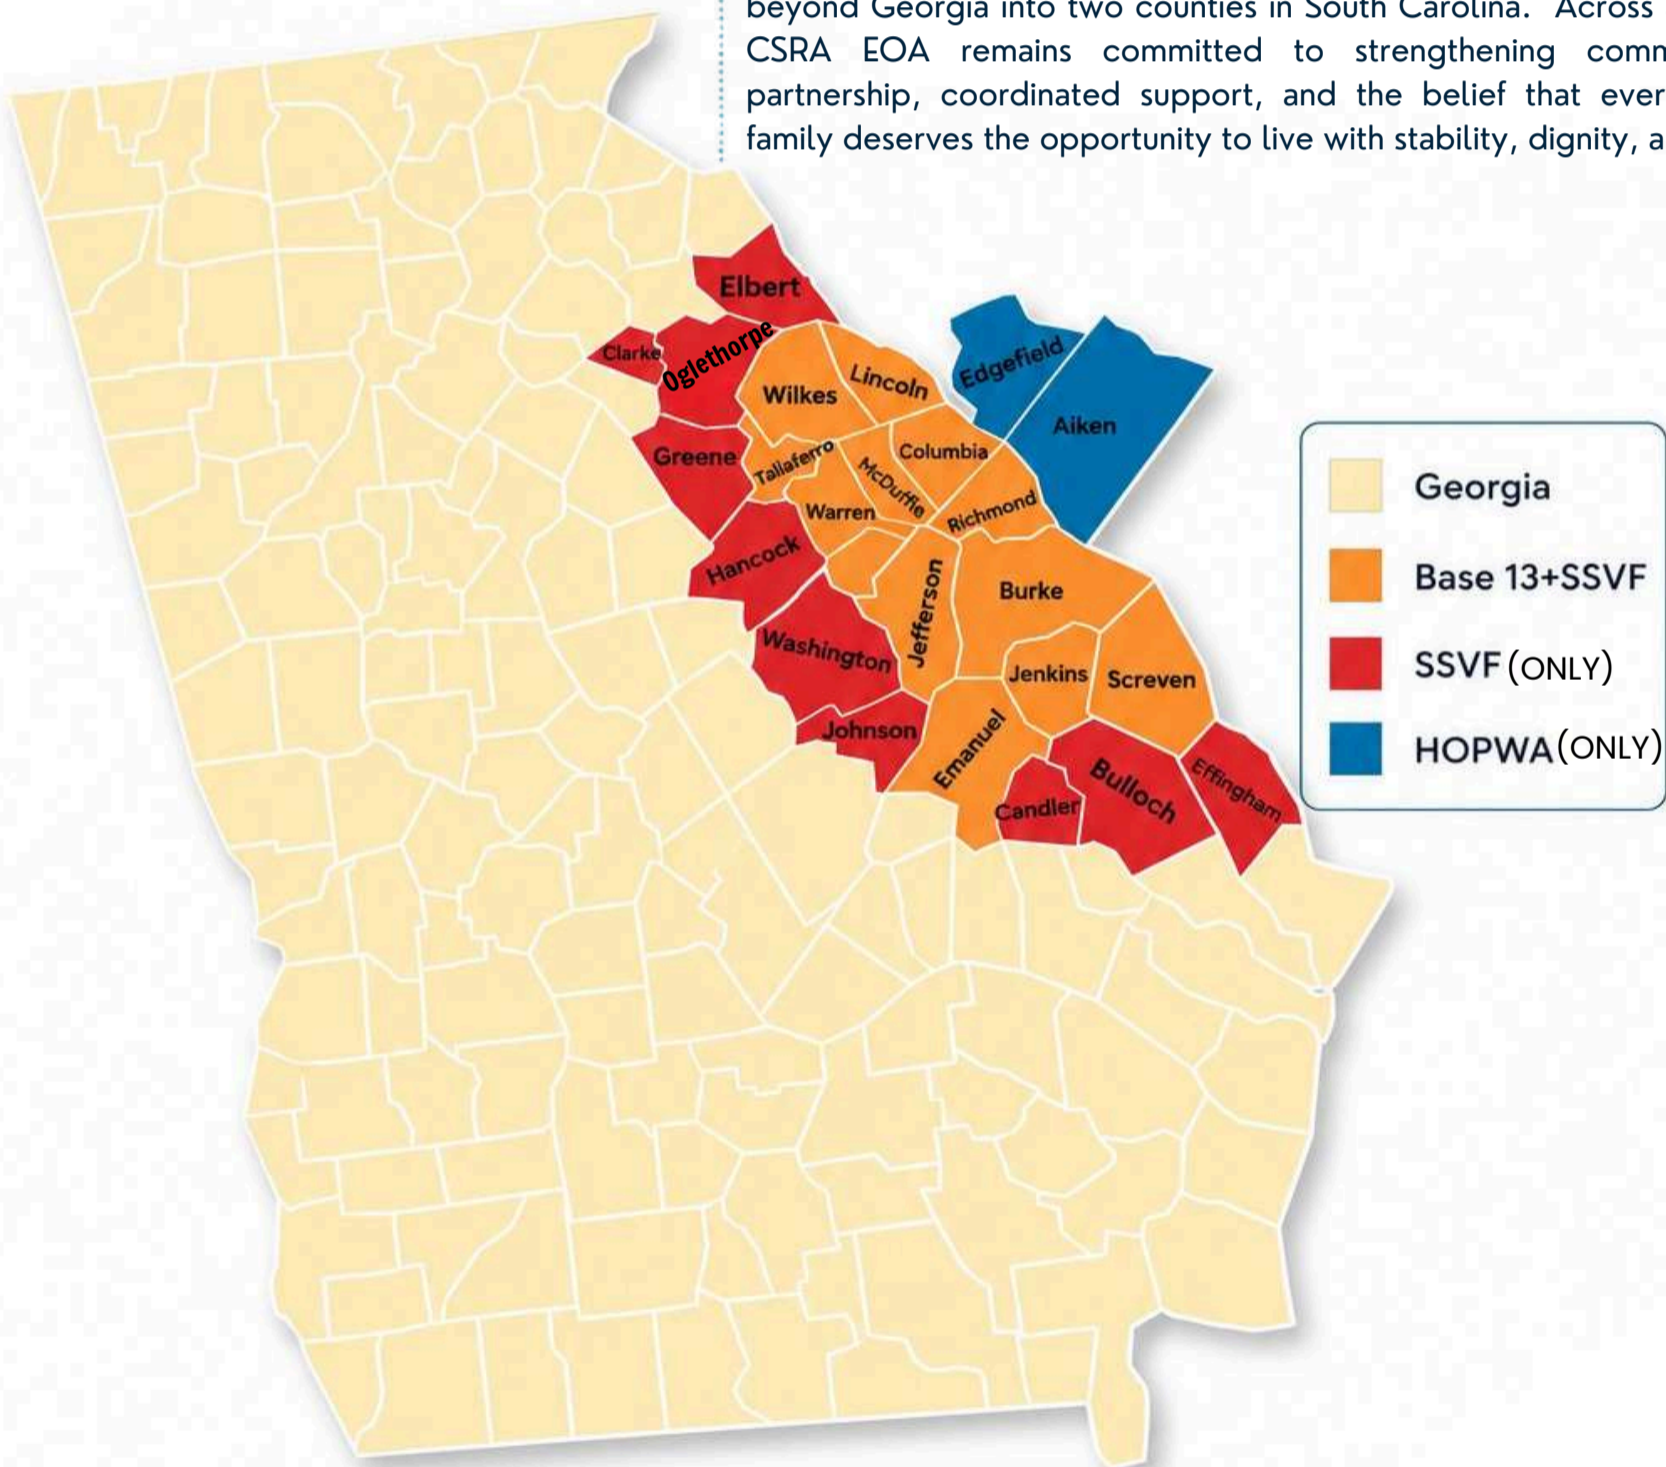 beyond Georgia into two counties in South Carolina. Across
CSRA EOA remains committed to strengthening comm
partnership, coordinated support, and the belief that ever
family deserves the opportunity to live with stability, dignity, a
Elbert
Clarke
Oglethorpe
Wilkes
Lincoln
Edgefield
Aiken
Greene
Taliaferro
McDuffie
Columbia
Warren
Richmond
Hancock
Jefferson
Burke
Washington
Jenkins
Screven
Johnson
Emanuel
Candler
Bulloch
Effingham
Georgia
Base 13+SSVF
SSVF (ONLY)
HOPWA (ONLY)